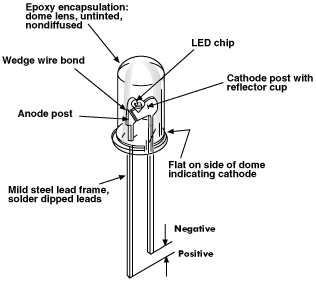 Epoxy encapsulation:
dome lens, untinted,
nondiffused
LED chip
Wedge wire bond
Cathode post with
reflector cup
Anode post
Flat on side of dome
indicating cathode
Mild steel lead frame,
solder dipped leads
Negative
Positive